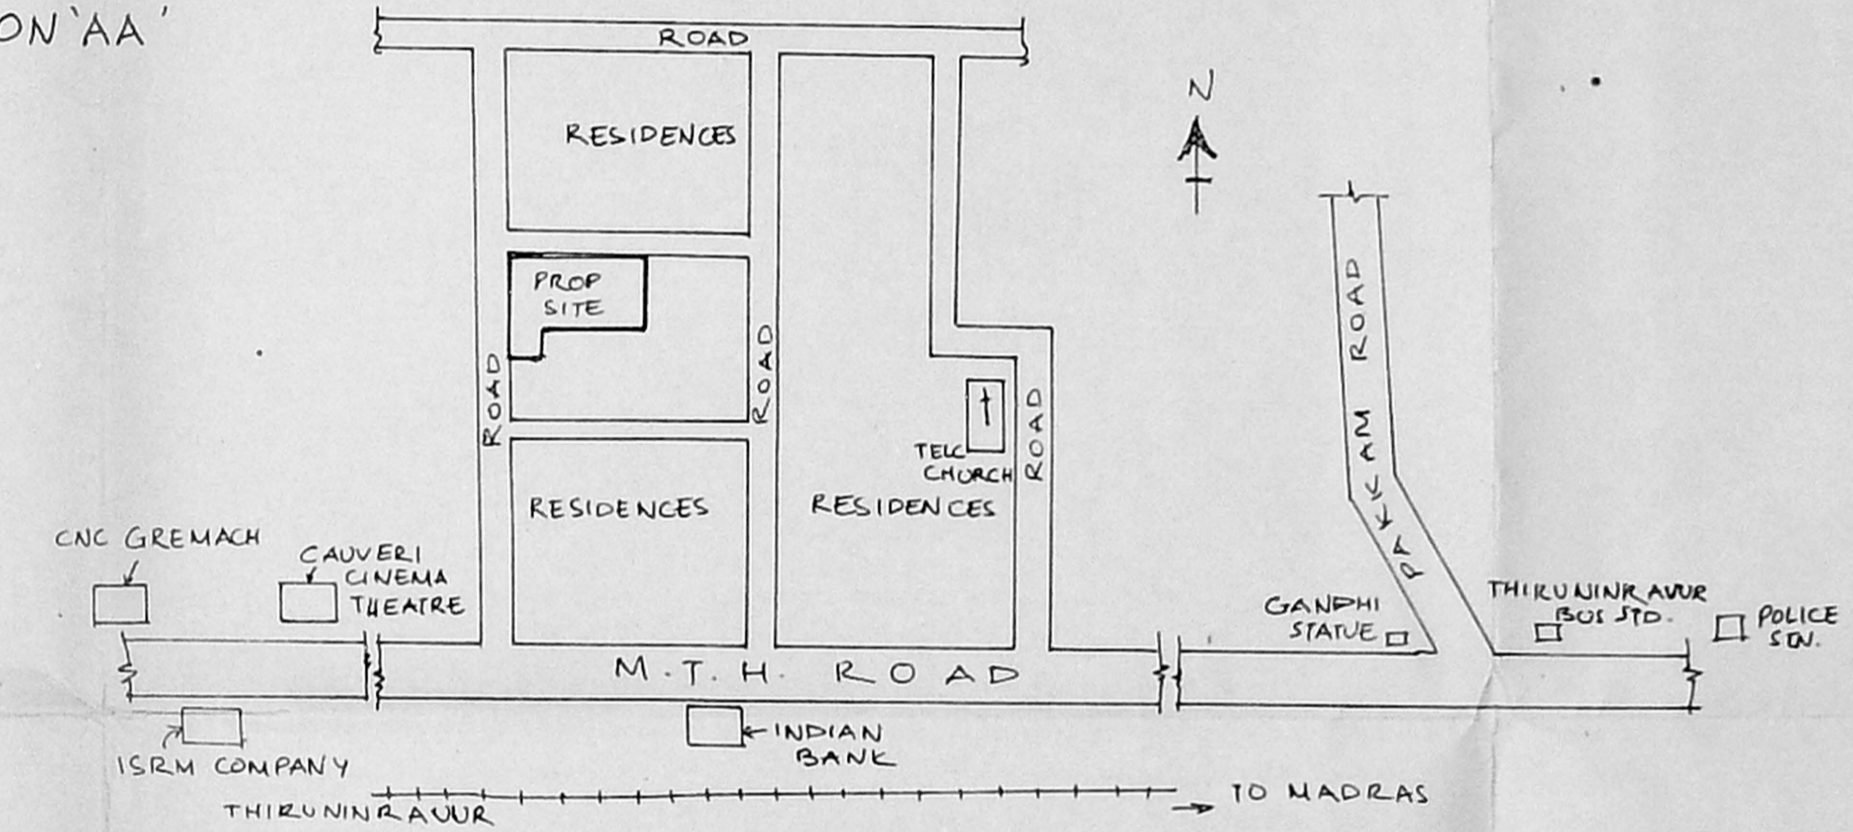 ON 'AA'
ROAD
N
RESIDENCES
PROP
SITE
ROAD
ROAD
ROAD
PAKKAM ROAD
TELC
CHURCH
RESIDENCES
RESIDENCES
CNC GREMACH
CAUVERI
CINEMA
THEATRE
GANDHI
STATUE
THIRUNINRAVUR
BUS STD.
POLICE
STN.
M.T.H. ROAD
ISRM COMPANY
INDIAN
BANK
THIRUNINRAVUR
TO MADRAS